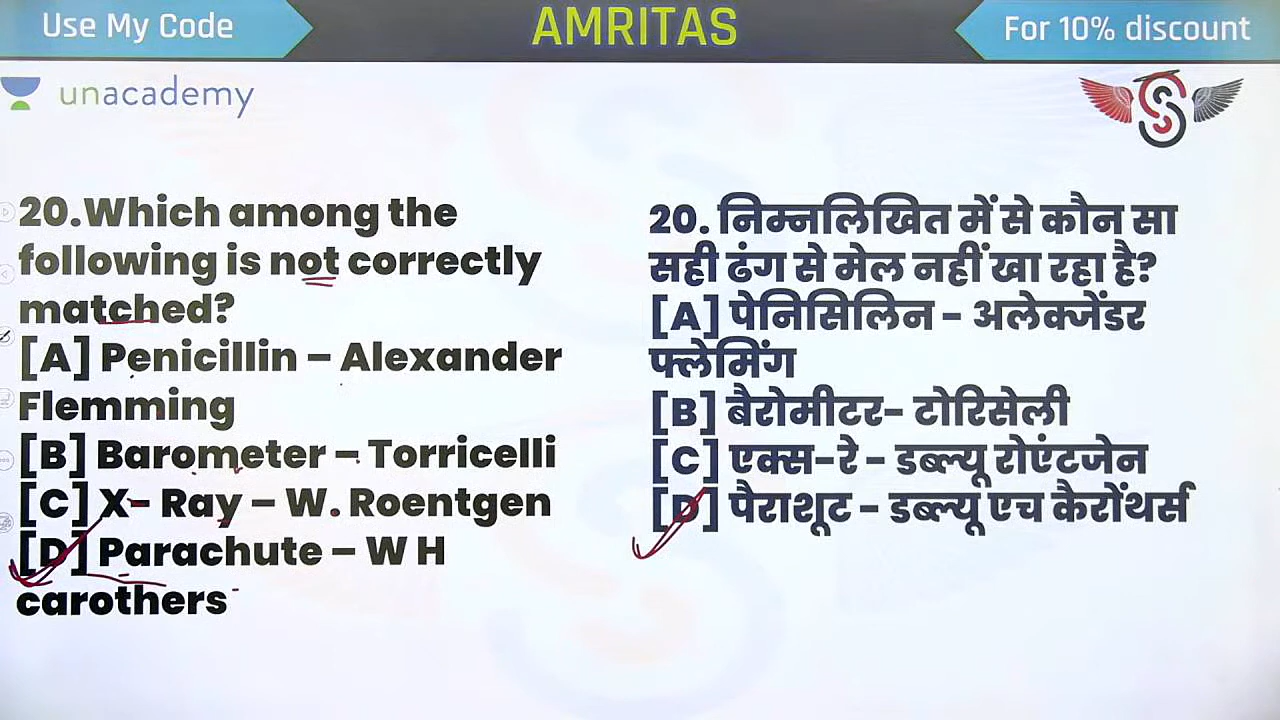 Use My Code
AMRITAS
For 10% discount
unacademy
20.Which among the
following is not correctly
matched?
[A] Penicillin – Alexander
Flemming
[B] Barometer – Torricelli
[C] X- Ray – W. Roentgen
[D] Parachute – W H
carothers
20. निम्नलिखित में से कौन सा
सही ढंग से मेल नहीं खा रहा है?
[A] पेनिसिलिन - अलेक्जेंडर
फ्लेमिंग
[B] बैरोमीटर- टोरिसेली
[C] एक्स-रे - डब्ल्यू रोएंटजेन
[D] पैराशूट - डब्ल्यू एच कैरोंथर्स